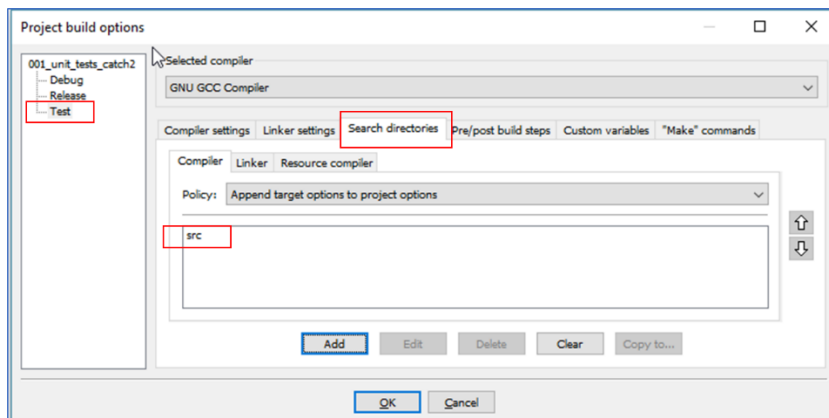 Project build options
001_unit_tests_catch2
Debug
Release
Test
Selected compiler
GNU GCC Compiler
Compiler settings Linker settings Search directories Pre/post build steps Custom variables "Make" commands
Compiler Linker Resource compiler
Policy: Append target options to project options
src
Add Edit Delete Clear Copy to...
OK Cancel